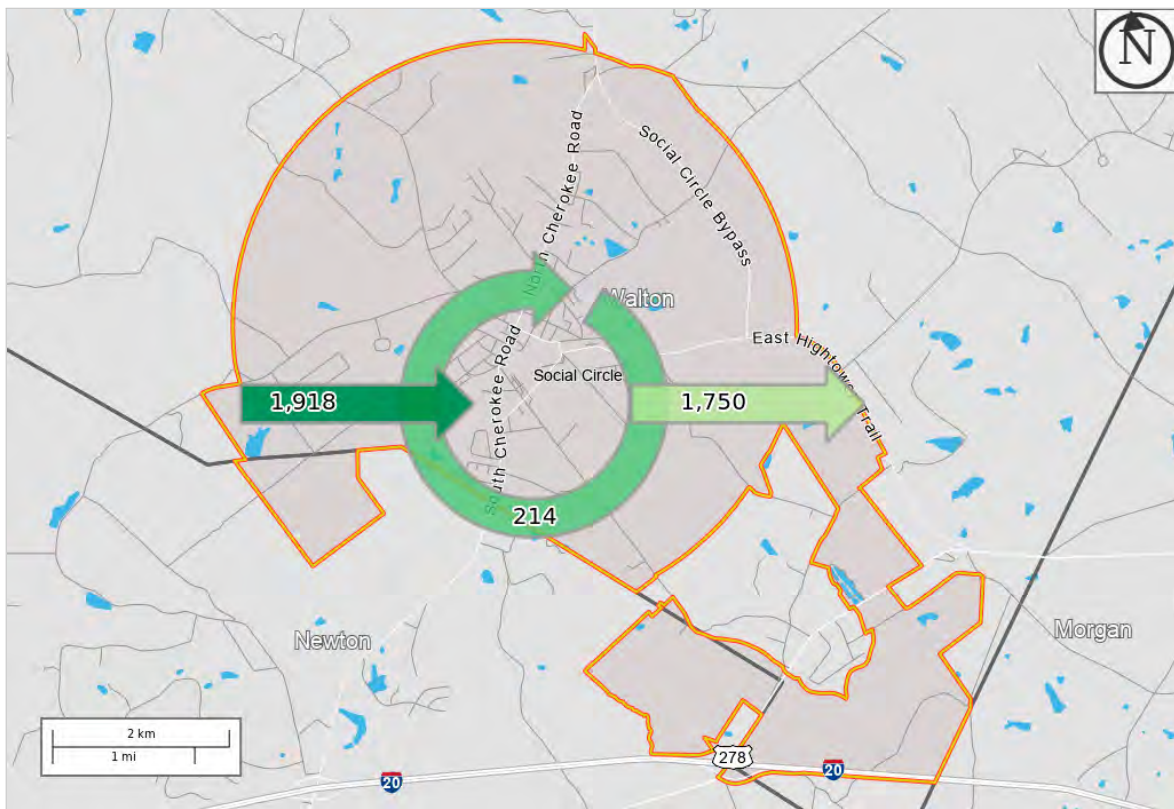 N
North Cherokee Road
Social Circle Bypass
Walton
East Hightower Trail
South Cherokee Road
Social Circle
1,918
1,750
214
Newton
Morgan
2 km
1 mi
278
20
20